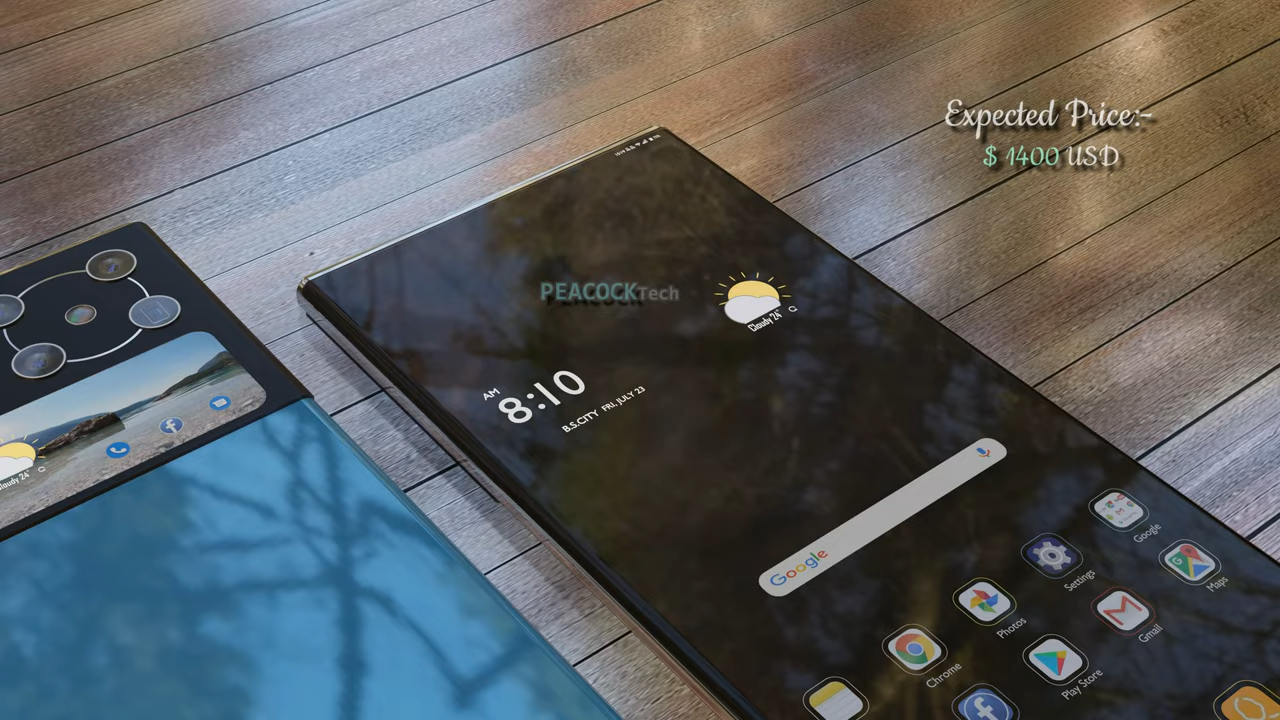 Expected Price:-
$ 1400 USD
PEACOCKTech
Cloudy 24° C
AM
8:10
B.S.CITY FRI, JULY 23
Google
Google
Settings
Maps
Photos
Gmail
Chrome
Play Store
Cloudy 24° C